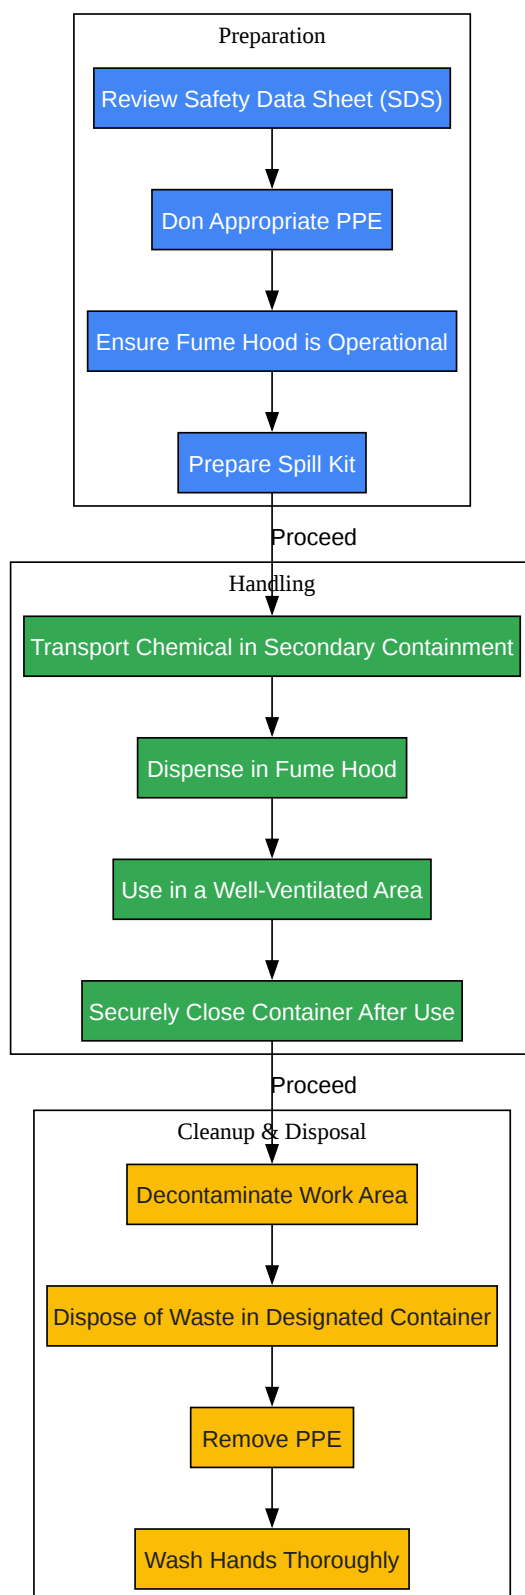 Preparation
Review Safety Data Sheet (SDS)
Don Appropriate PPE
Ensure Fume Hood is Operational
Prepare Spill Kit
Proceed
Handling
Transport Chemical in Secondary Containment
Dispense in Fume Hood
Use in a Well-Ventilated Area
Securely Close Container After Use
Proceed
Cleanup & Disposal
Decontaminate Work Area
Dispose of Waste in Designated Container
Remove PPE
Wash Hands Thoroughly